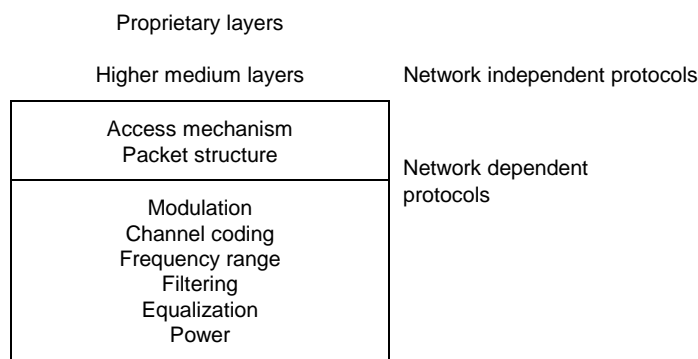 Proprietary layers
Higher medium layers
Network independent protocols
Access mechanism
Packet structure
Network dependent
protocols
Modulation
Channel coding
Frequency range
Filtering
Equalization
Power